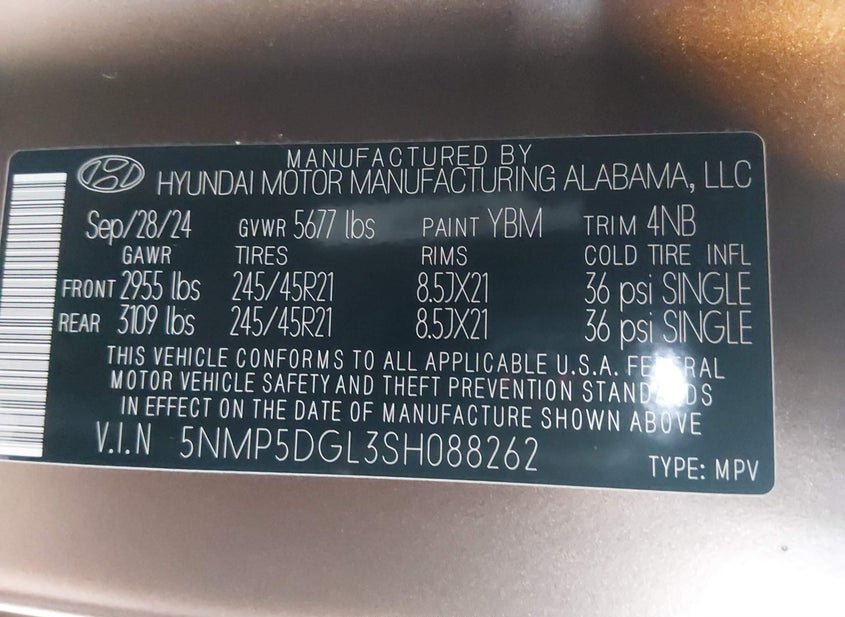 MANUFACTURED BY
HYUNDAI MOTOR MANUFACTURING ALABAMA, LLC
Sep/28/24 GVWR 5677 lbs PAINT YBM TRIM 4NB
GAWR TIRES RIMS COLD TIRE INFL
FRONT 2955 lbs 245/45R21 8.5JX21 36 psi SINGLE
REAR 3109 lbs 245/45R21 8.5JX21 36 psi SINGLE
THIS VEHICLE CONFORMS TO ALL APPLICABLE U.S.A. FEDERAL
MOTOR VEHICLE SAFETY AND THEFT PREVENTION STANDARDS
IN EFFECT ON THE DATE OF MANUFACTURE SHOWN ABOVE
V.I.N 5NMP5DGL3SH088262
TYPE: MPV